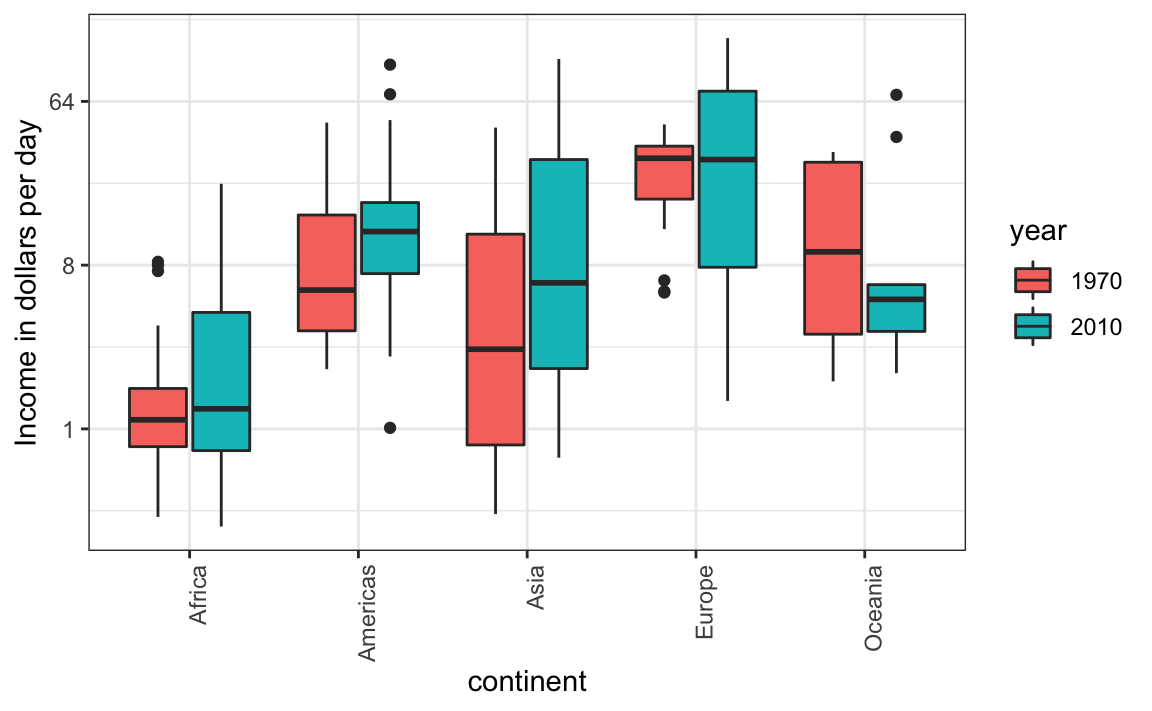 Income in dollars per day
64
8
1
Africa
Americas
Asia
Europe
Oceania
continent
year
1970
2010